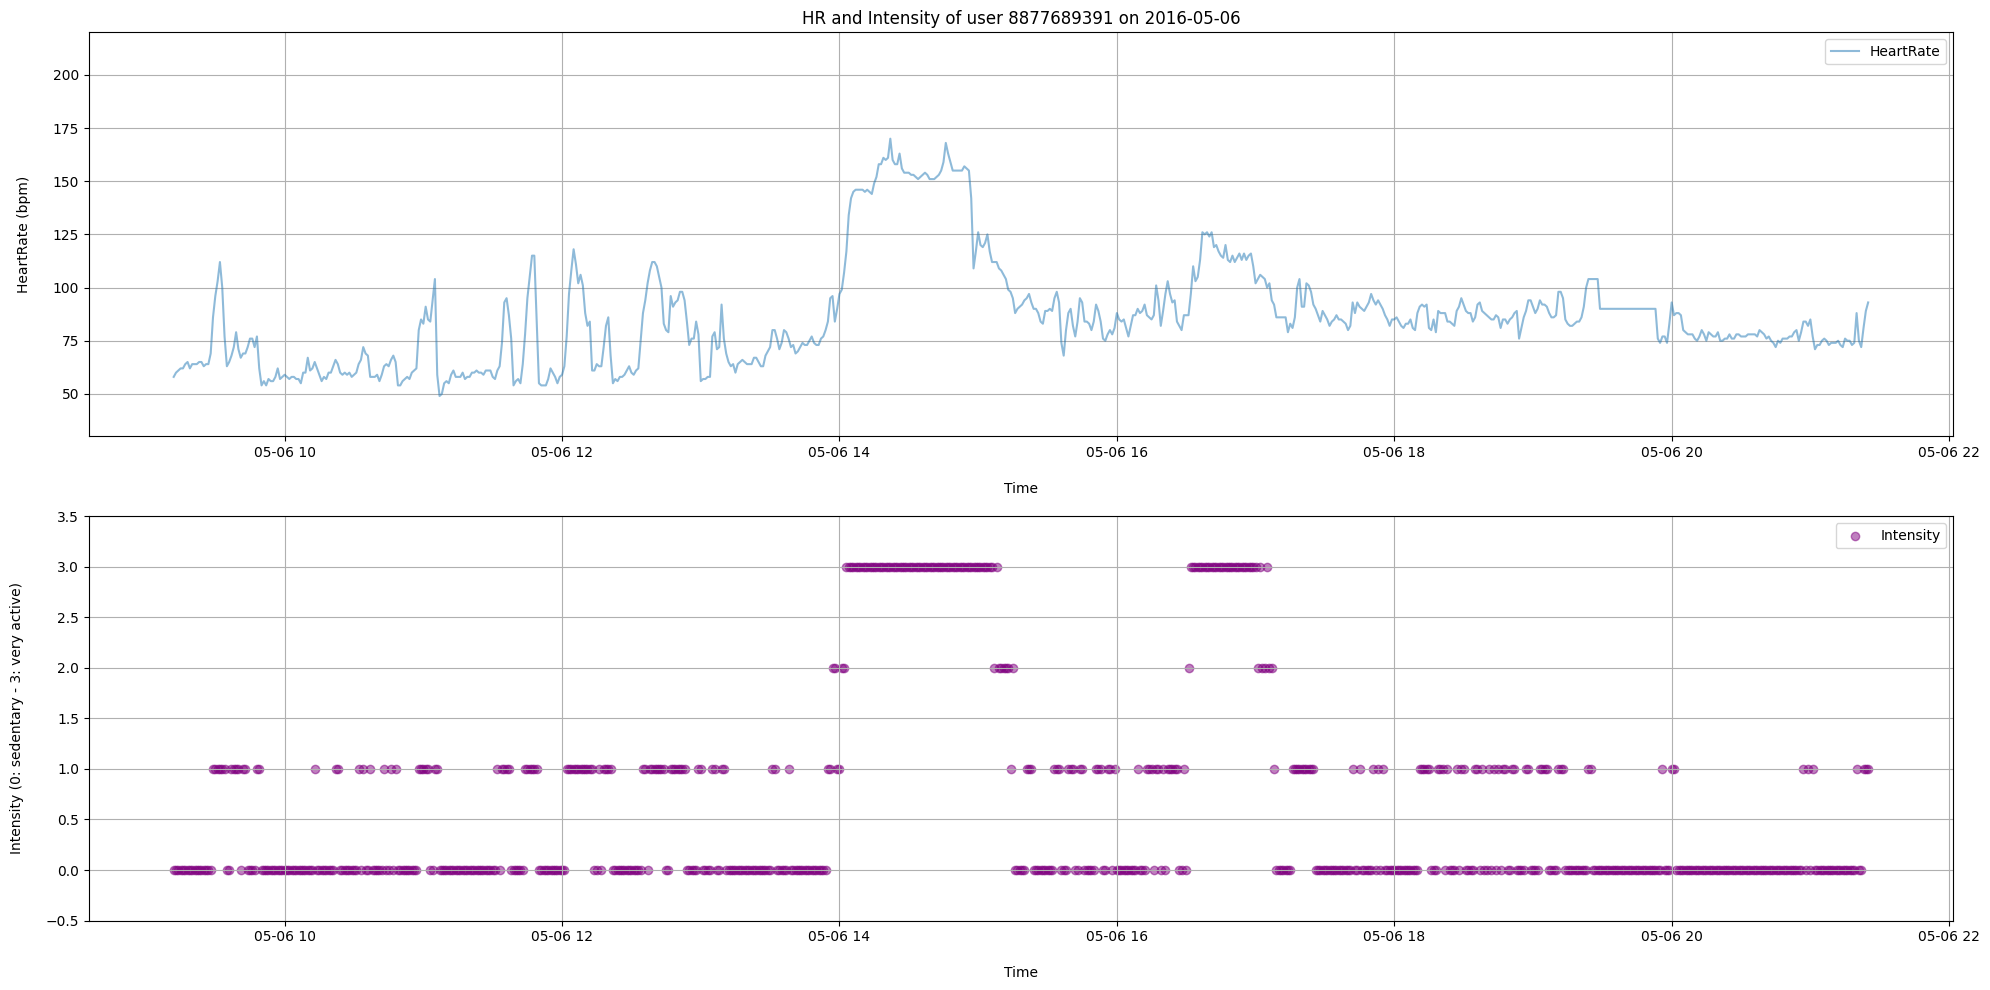 HR and Intensity of user 8877689391 on 2016-05-06
HeartRate
200
175
150
125
100
75
50
HeartRate (bpm)
05-06 10 05-06 12 05-06 14 05-06 16 05-06 18 05-06 20 05-06 22
Time
Intensity
3.5
3.0
2.5
2.0
1.5
1.0
0.5
0.0
−0.5
Intensity (0: sedentary - 3: very active)
05-06 10 05-06 12 05-06 14 05-06 16 05-06 18 05-06 20 05-06 22
Time